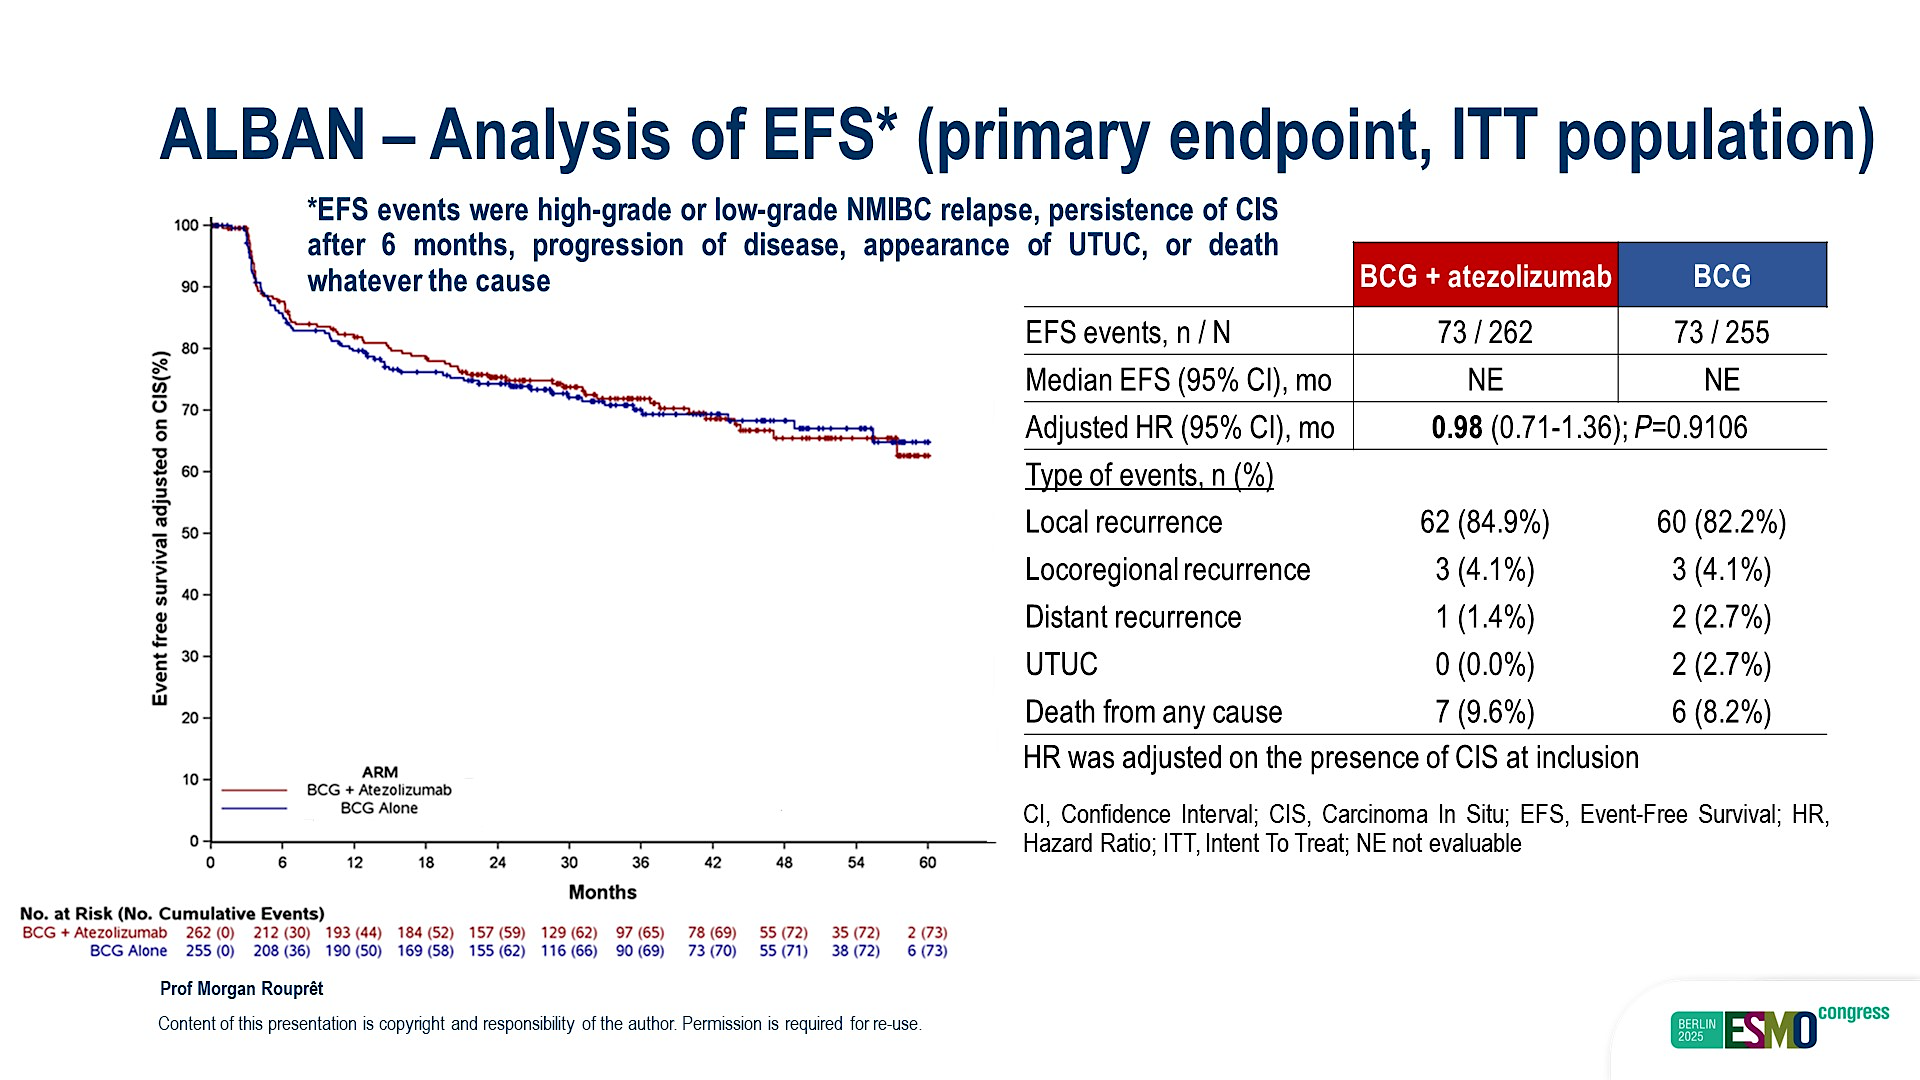 ALBAN – Analysis of EFS* (primary endpoint, ITT population)
*EFS events were high-grade or low-grade NMIBC relapse, persistence of CIS
after 6 months, progression of disease, appearance of UTUC, or death
whatever the cause
Event free survival adjusted on CIS(%)
100
90
80
70
60
50
40
30
20
10
0
ARM
BCG + Atezolizumab
BCG Alone
0 6 12 18 24 30 36 42 48 54 60
Months
No. at Risk (No. Cumulative Events)
BCG + Atezolizumab 262 (0) 212 (30) 193 (44) 184 (52) 157 (59) 129 (62) 97 (65) 78 (69) 55 (72) 35 (72) 2 (73)
BCG Alone 255 (0) 208 (36) 190 (50) 169 (58) 155 (62) 116 (66) 90 (69) 73 (70) 55 (71) 38 (72) 6 (73)
BCG + atezolizumab BCG
EFS events, n / N 73 / 262 73 / 255
Median EFS (95% CI), mo NE NE
Adjusted HR (95% CI), mo 0.98 (0.71-1.36); P=0.9106
Type of events, n (%)
Local recurrence 62 (84.9%) 60 (82.2%)
Locoregional recurrence 3 (4.1%) 3 (4.1%)
Distant recurrence 1 (1.4%) 2 (2.7%)
UTUC 0 (0.0%) 2 (2.7%)
Death from any cause 7 (9.6%) 6 (8.2%)
HR was adjusted on the presence of CIS at inclusion
CI, Confidence Interval; CIS, Carcinoma In Situ; EFS, Event-Free Survival; HR,
Hazard Ratio; ITT, Intent To Treat; NE not evaluable
Prof Morgan Rouprêt
Content of this presentation is copyright and responsibility of the author. Permission is required for re-use.
BERLIN
2025
ESMO congress